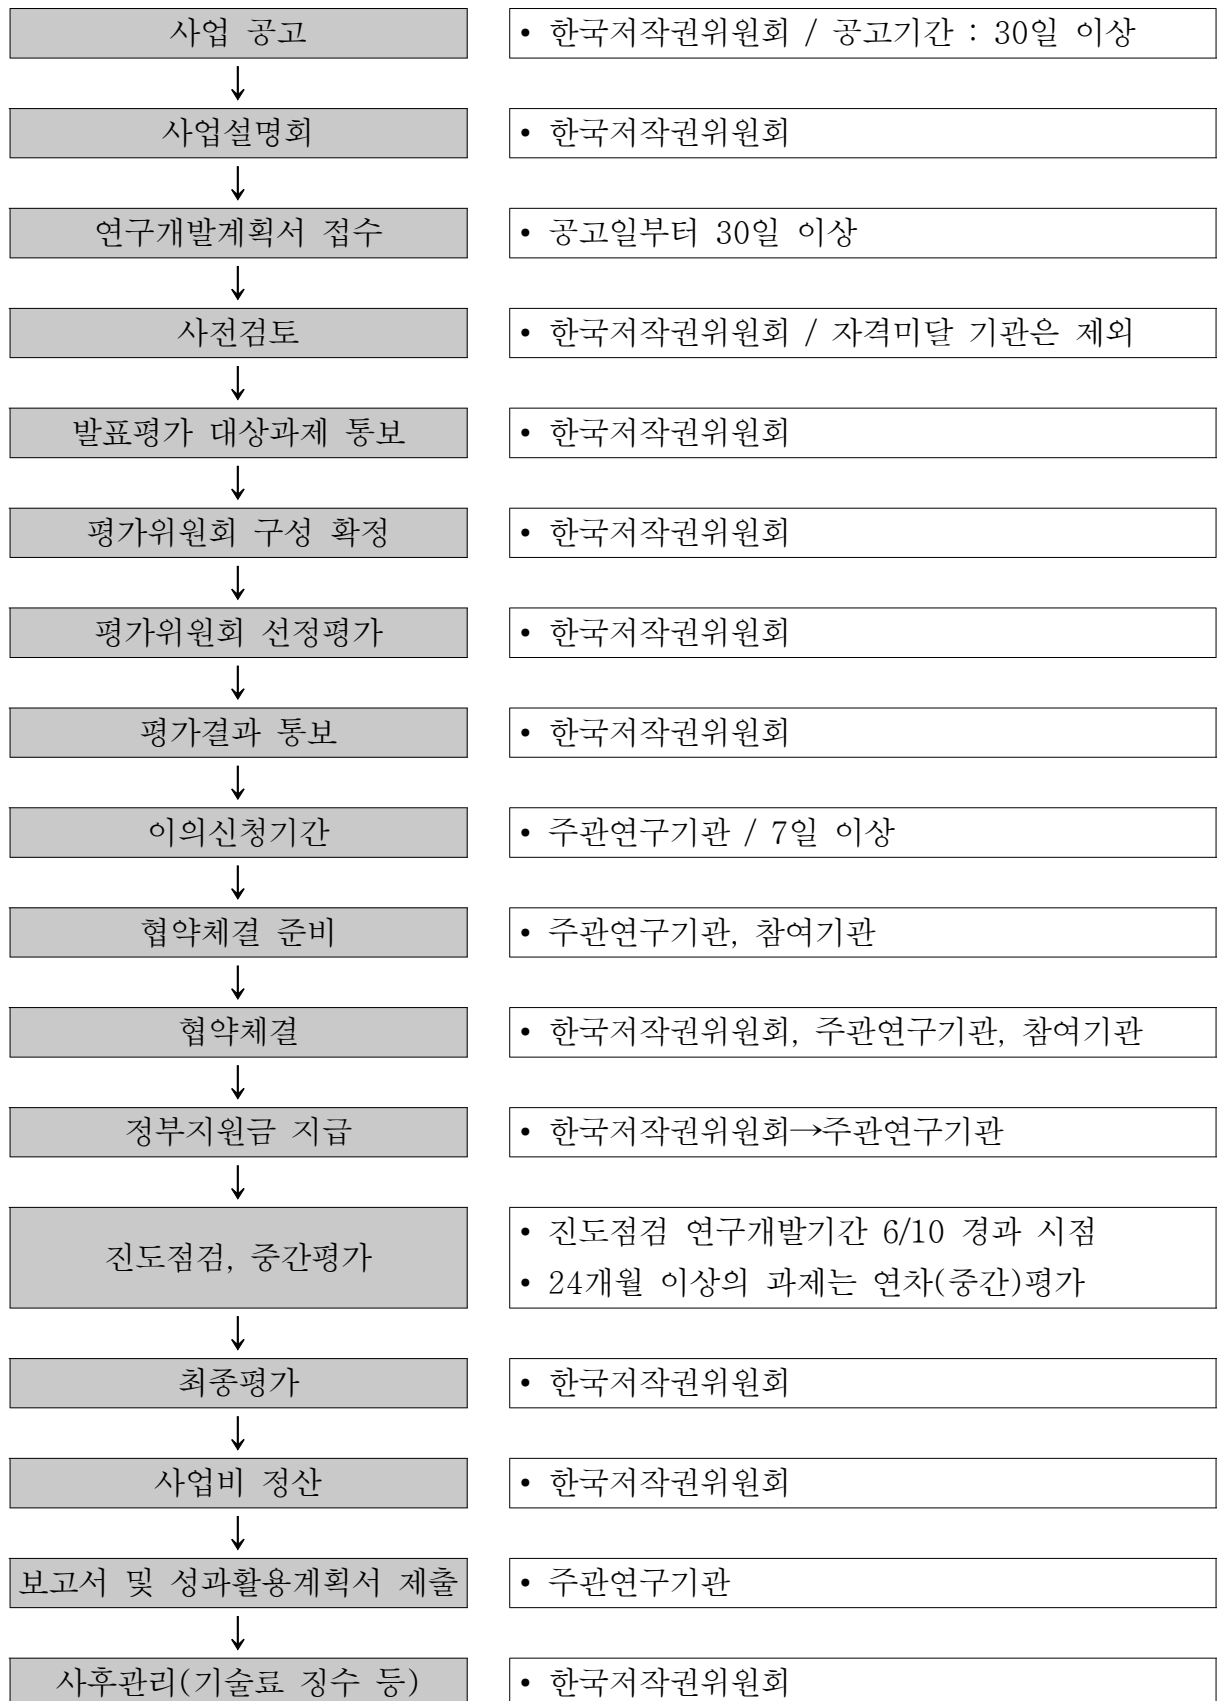 사업 공고
• 한국저작권위원회 / 공고기간 : 30일 이상
↓
사업설명회
• 한국저작권위원회
↓
연구개발계획서 접수
• 공고일부터 30일 이상
↓
사전검토
• 한국저작권위원회 / 자격미달 기관은 제외
↓
발표평가 대상과제 통보
• 한국저작권위원회
↓
평가위원회 구성 확정
• 한국저작권위원회
↓
평가위원회 선정평가
• 한국저작권위원회
↓
평가결과 통보
• 한국저작권위원회
↓
이의신청기간
• 주관연구기관 / 7일 이상
↓
협약체결 준비
• 주관연구기관, 참여기관
↓
협약체결
• 한국저작권위원회, 주관연구기관, 참여기관
↓
정부지원금 지급
• 한국저작권위원회→주관연구기관
↓
진도점검, 중간평가
• 진도점검 연구개발기간 6/10 경과 시점
• 24개월 이상의 과제는 연차(중간)평가
↓
최종평가
• 한국저작권위원회
↓
사업비 정산
• 한국저작권위원회
↓
보고서 및 성과활용계획서 제출
• 주관연구기관
↓
사후관리(기술료 징수 등)
• 한국저작권위원회